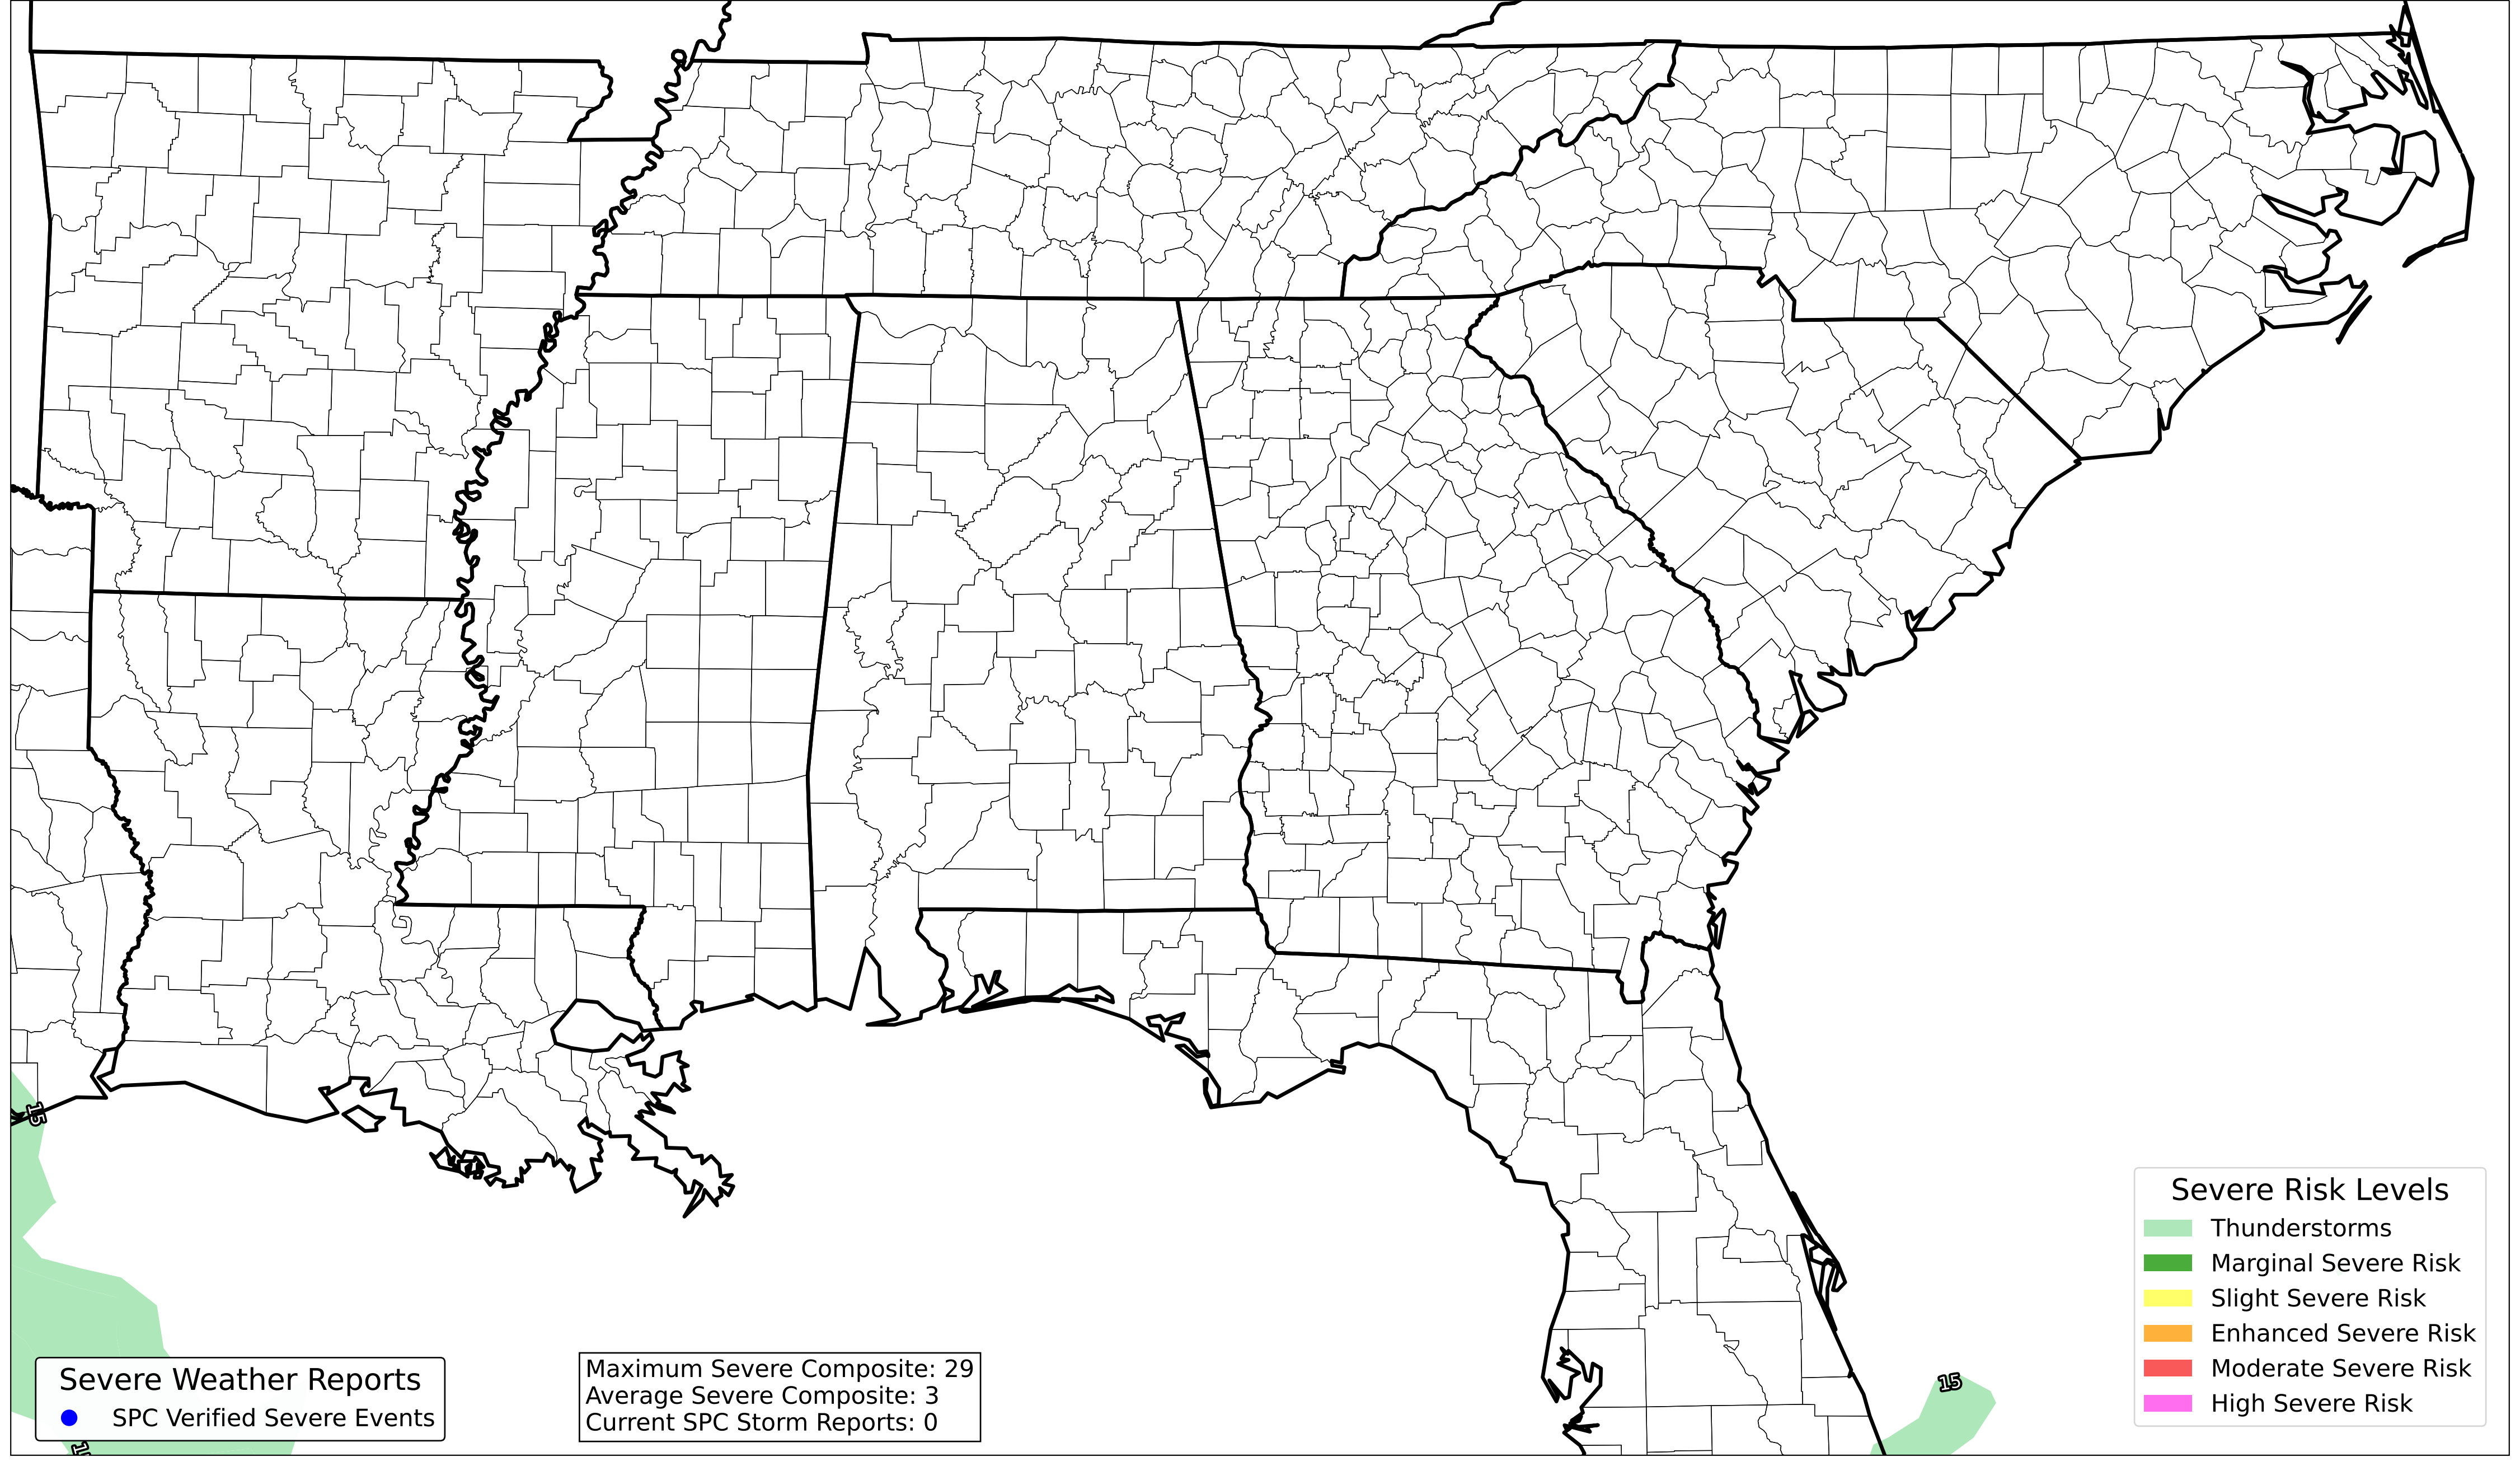 15
Severe Risk Levels
Thunderstorms
Marginal Severe Risk
Slight Severe Risk
Enhanced Severe Risk
Moderate Severe Risk
High Severe Risk
Severe Weather Reports
SPC Verified Severe Events
Maximum Severe Composite: 29
Average Severe Composite: 3
Current SPC Storm Reports: 0
15